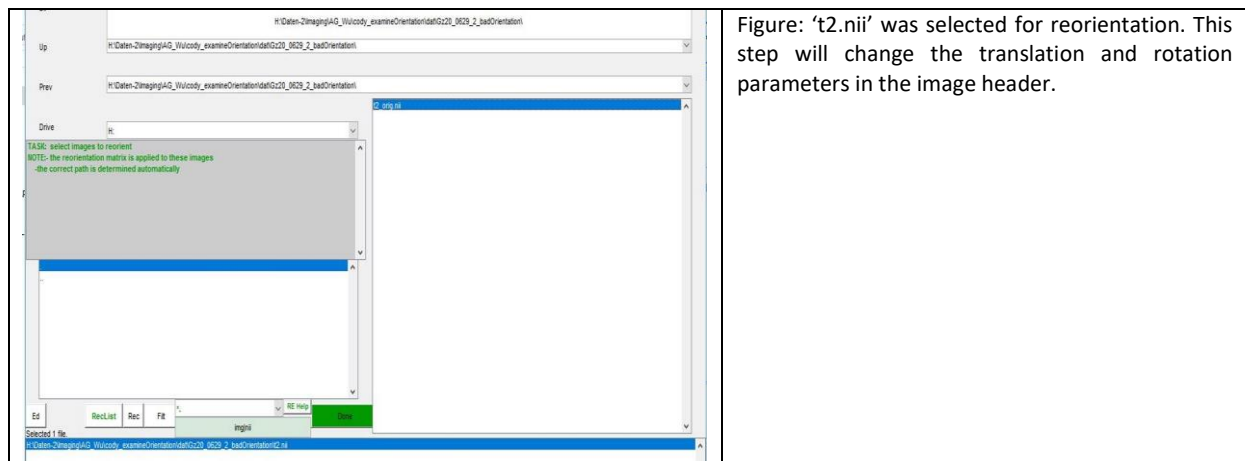 H:\Daten-2\Imaging\AG_Wu\cody_examineOrientation\dat\Gz20_0629_2_badOrientation\
Up
H:\Daten-2\Imaging\AG_Wu\cody_examineOrientation\dat\Gz20_0629_2_badOrientation\
Prev
H:\Daten-2\Imaging\AG_Wu\cody_examineOrientation\dat\Gz20_0629_2_badOrientation\
t2_orig.nii
Drive
H:
TASK: select images to reorient
NOTE:- the reorientation matrix is applied to these images
-the correct path is determined automatically
..
Ed
RecList
Rec
Filt
RE Help
Done
img|nii
Selected 1 file.
H:\Daten-2\Imaging\AG_Wu\cody_examineOrientation\dat\Gz20_0629_2_badOrientation\t2.nii
Figure: ‘t2.nii’ was selected for reorientation. This
step will change the translation and rotation
parameters in the image header.